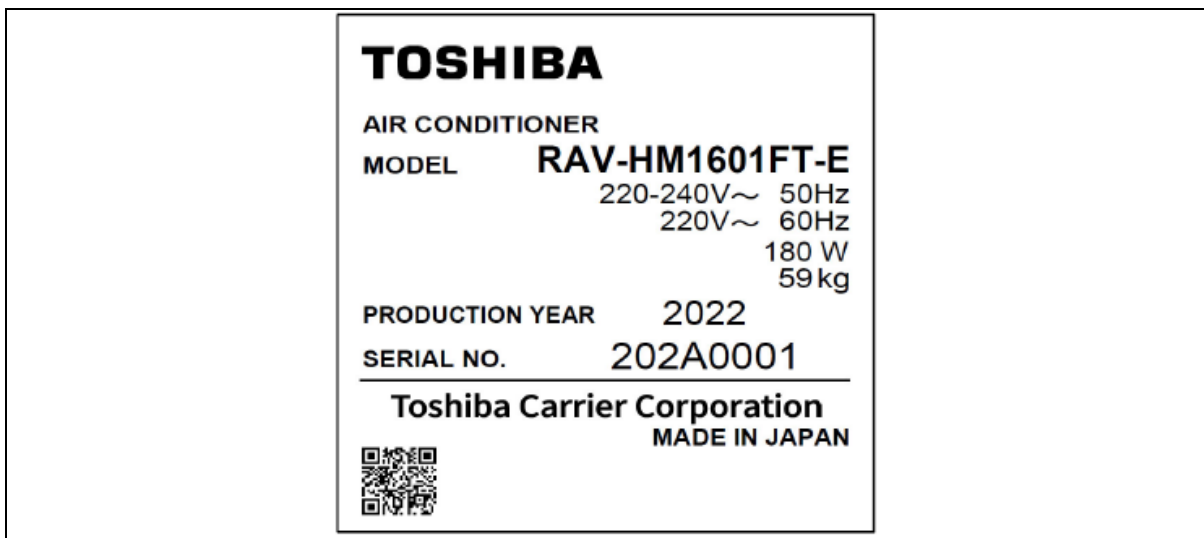 TOSHIBA
AIR CONDITIONER
MODEL RAV-HM1601FT-E
220-240V～ 50Hz
220V～ 60Hz
180 W
59 kg
PRODUCTION YEAR 2022
SERIAL NO. 202A0001
Toshiba Carrier Corporation
MADE IN JAPAN